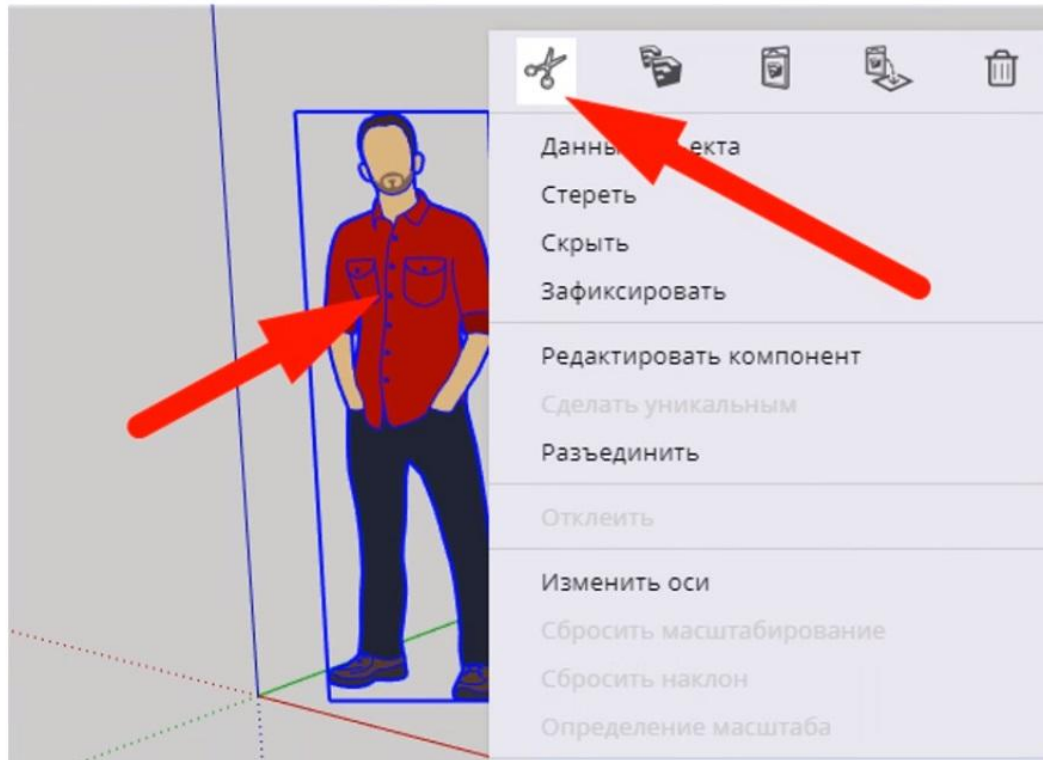 Данны екта
Стереть
Скрыть
Зафиксировать
Редактировать компонент
Сделать уникальным
Разъединить
Отклеить
Изменить оси
Сбросить масштабирование
Сбросить наклон
Определение масштаба